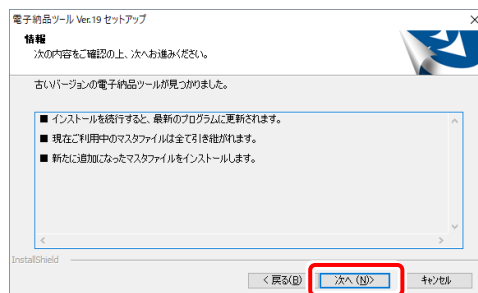 電子納品ツール Ver.19 セットアップ
情報
次の内容をご確認の上、次へお進みください。
古いバージョンの電子納品ツールが見つかりました。
■ インストールを続行すると、最新のプログラムに更新されます。
■ 現在ご利用中のマスタファイルは全て引き継がれます。
■ 新たに追加になったマスタファイルをインストールします。
InstallShield
< 戻る(B)
次へ (N)>
キャンセル